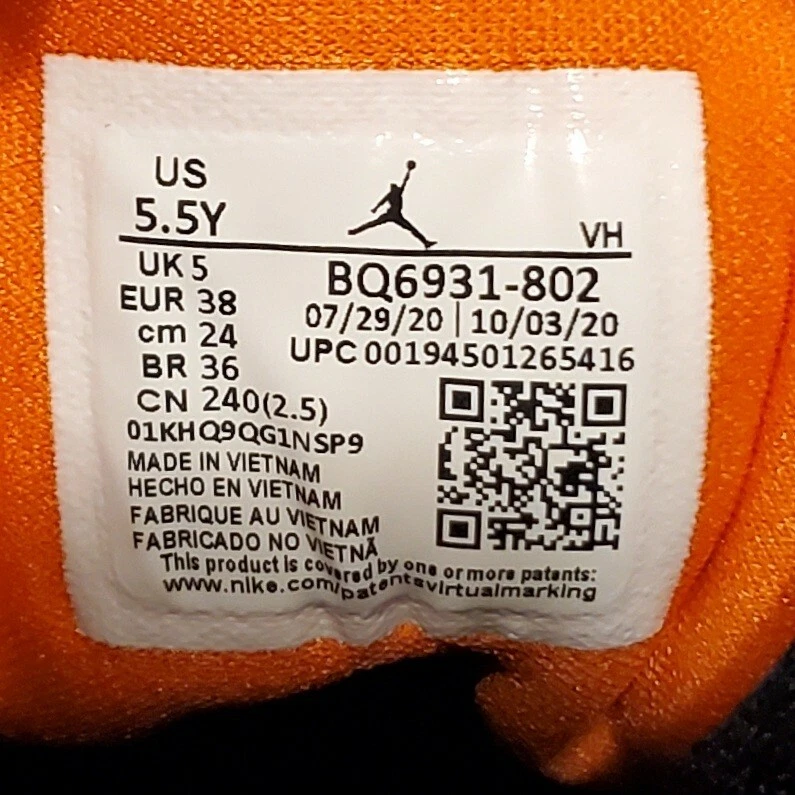 US
5.5Y
VH
UK 5
EUR 38
cm 24
BR 36
CN 240(2.5)
BQ6931-802
07/29/20 | 10/03/20
UPC 00194501265416
01KHQ9QG1NSP9
MADE IN VIETNAM
HECHO EN VIETNAM
FABRIQUE AU VIETNAM
FABRICADO NO VIETNÃ
This product is covered by one or more patents:
www.nike.com/patentsvirtualmarking